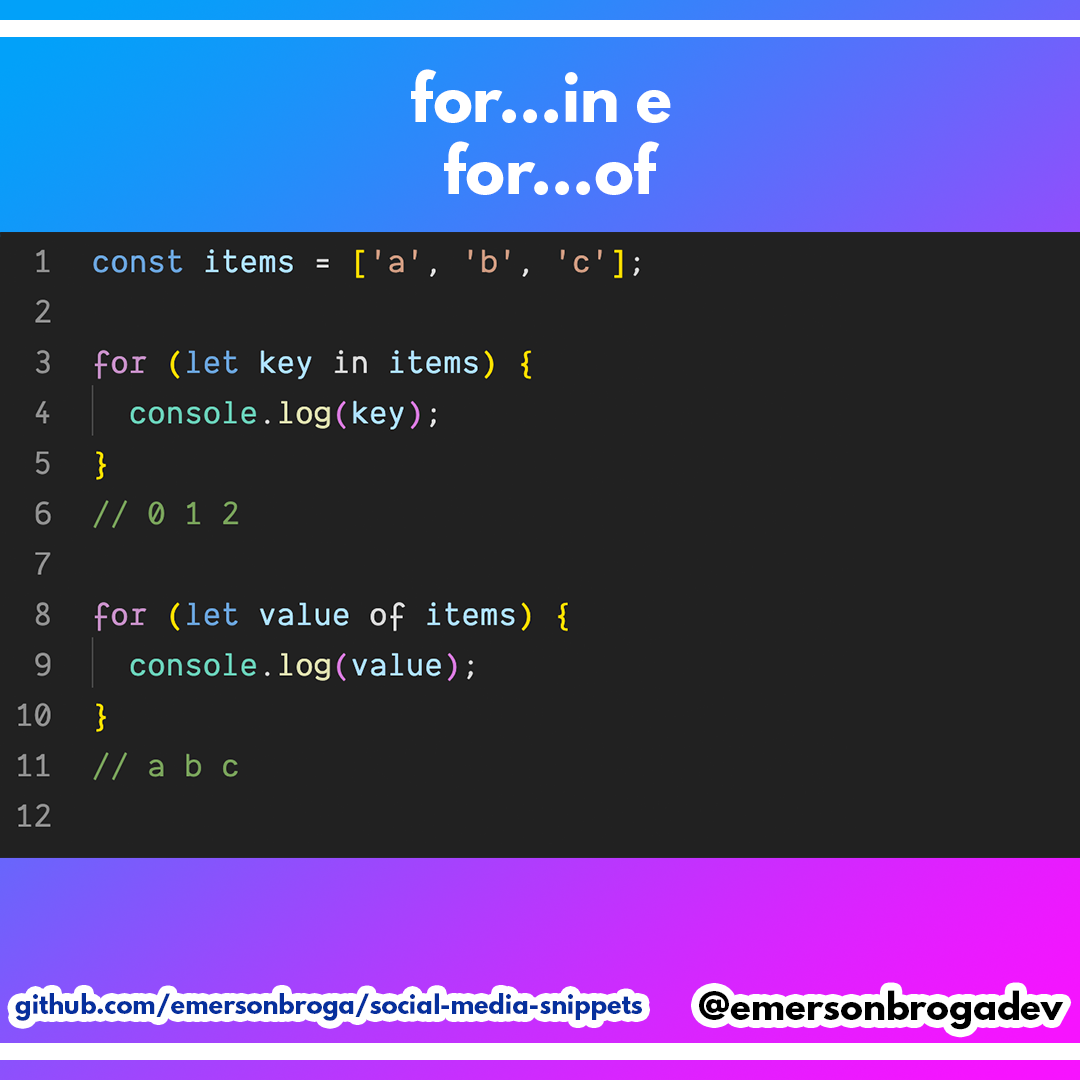 for...in e
for...of
1 const items = ['a', 'b', 'c'];
2
3 for (let key in items) {
4   console.log(key);
5 }
6 // 0 1 2
7
8 for (let value of items) {
9   console.log(value);
10 }
11 // a b c
12
github.com/emersonbroga/social-media-snippets
@emersonbrogadev